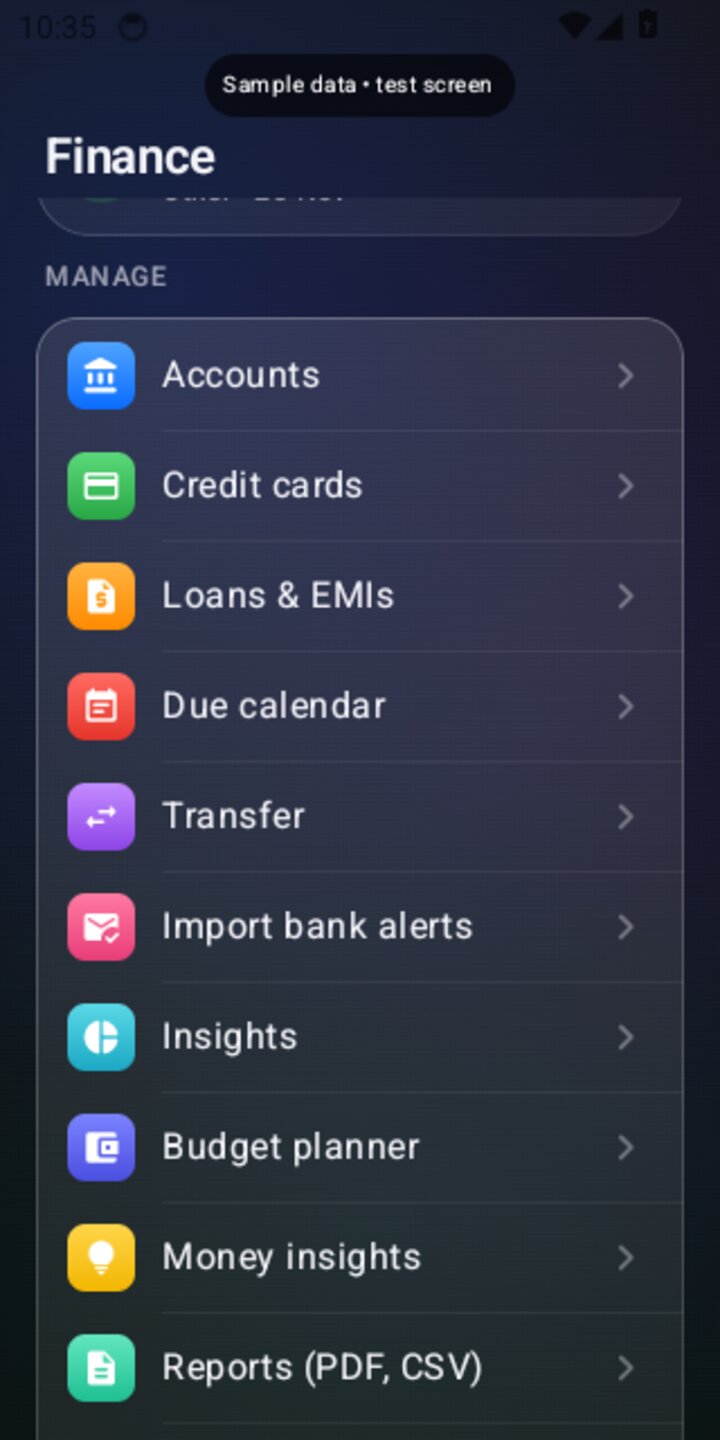 10:35
Sample data • test screen
Finance
MANAGE
Accounts
Credit cards
Loans & EMIs
Due calendar
Transfer
Import bank alerts
Insights
Budget planner
Money insights
Reports (PDF, CSV)